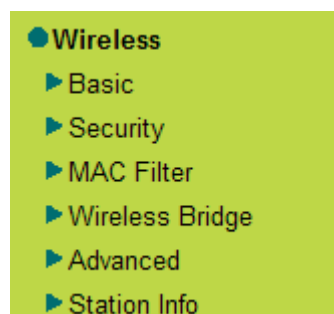 Wireless
Basic
Security
MAC Filter
Wireless Bridge
Advanced
Station Info